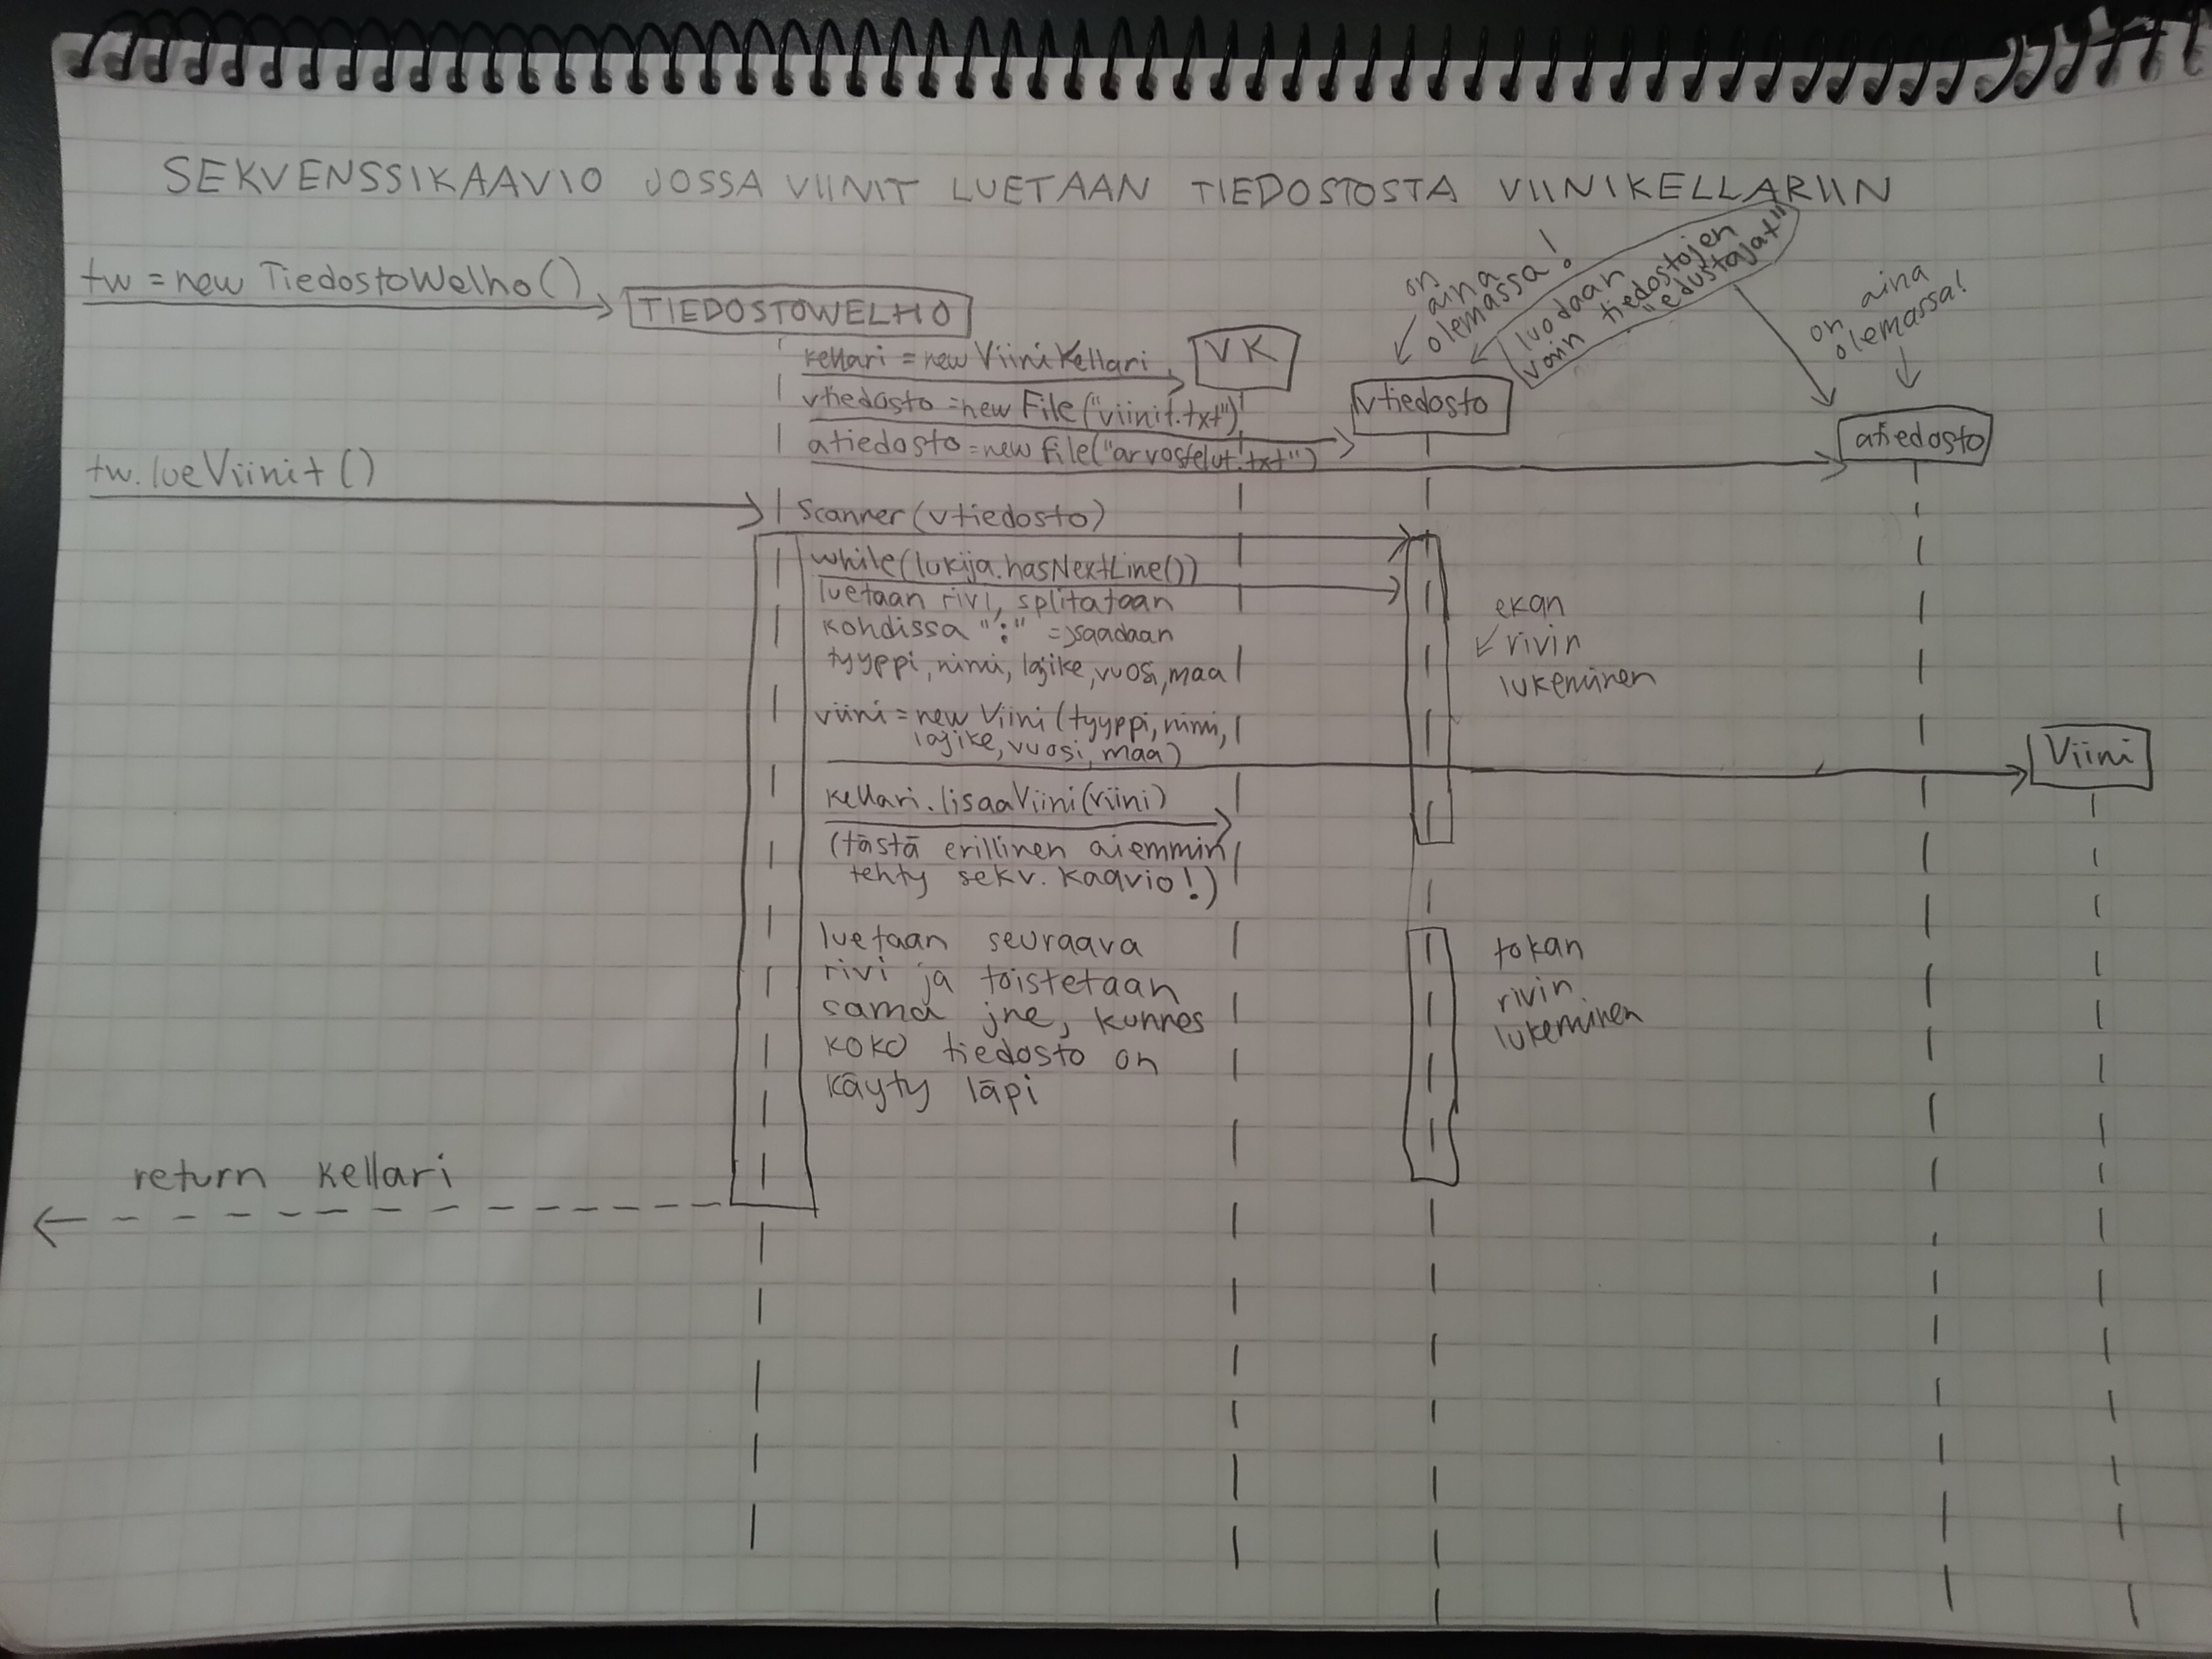 SEKVENSSIKAAVIO JOSSA VIINIT LUETAAN TIEDOSTOSTA VIINIKELLARIIN
tw = new TiedostoWelho()
TIEDOSTOWELHO
kellari = new ViiniKellari
VK
vtiedosto = new File("viinit.txt")
vtiedosto
on
aina
olemassa!
luodaan
vain tiedostojen
"edustajat"
on aina
olemassa!
atiedosto = new file("arvostelut.txt")
atiedosto
tw.lueViinit()
Scanner(vtiedosto)
while(lukija.hasNextLine())
luetaan rivi, splitataan
kohdissa ":" => saadaan
tyyppi, nimi, lajike, vuosi, maa
ekan
rivin
lukeminen
viini = new Viini (tyyppi, nimi,
lajike, vuosi, maa)
Viini
kellari.lisaaViini(viini)
(tästä erillinen aiemmin
tehty sekv. kaavio!)
luetaan seuraava
rivi ja toistetaan
sama jne, kunnes
koko tiedosto on
käyty läpi
tokan
rivin
lukeminen
return kellari